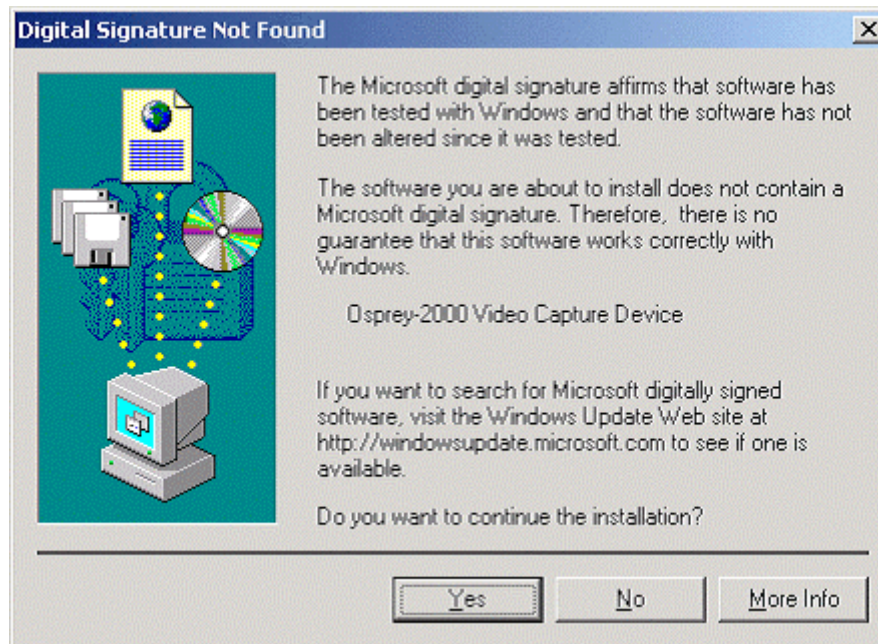 Digital Signature Not Found
The Microsoft digital signature affirms that software has
been tested with Windows and that the software has not
been altered since it was tested.
The software you are about to install does not contain a
Microsoft digital signature. Therefore,  there is no
guarantee that this software works correctly with
Windows.
Osprey-2000 Video Capture Device
If you want to search for Microsoft digitally signed
software, visit the Windows Update Web site at
http://windowsupdate.microsoft.com to see if one is
available.
Do you want to continue the installation?
Yes No More Info